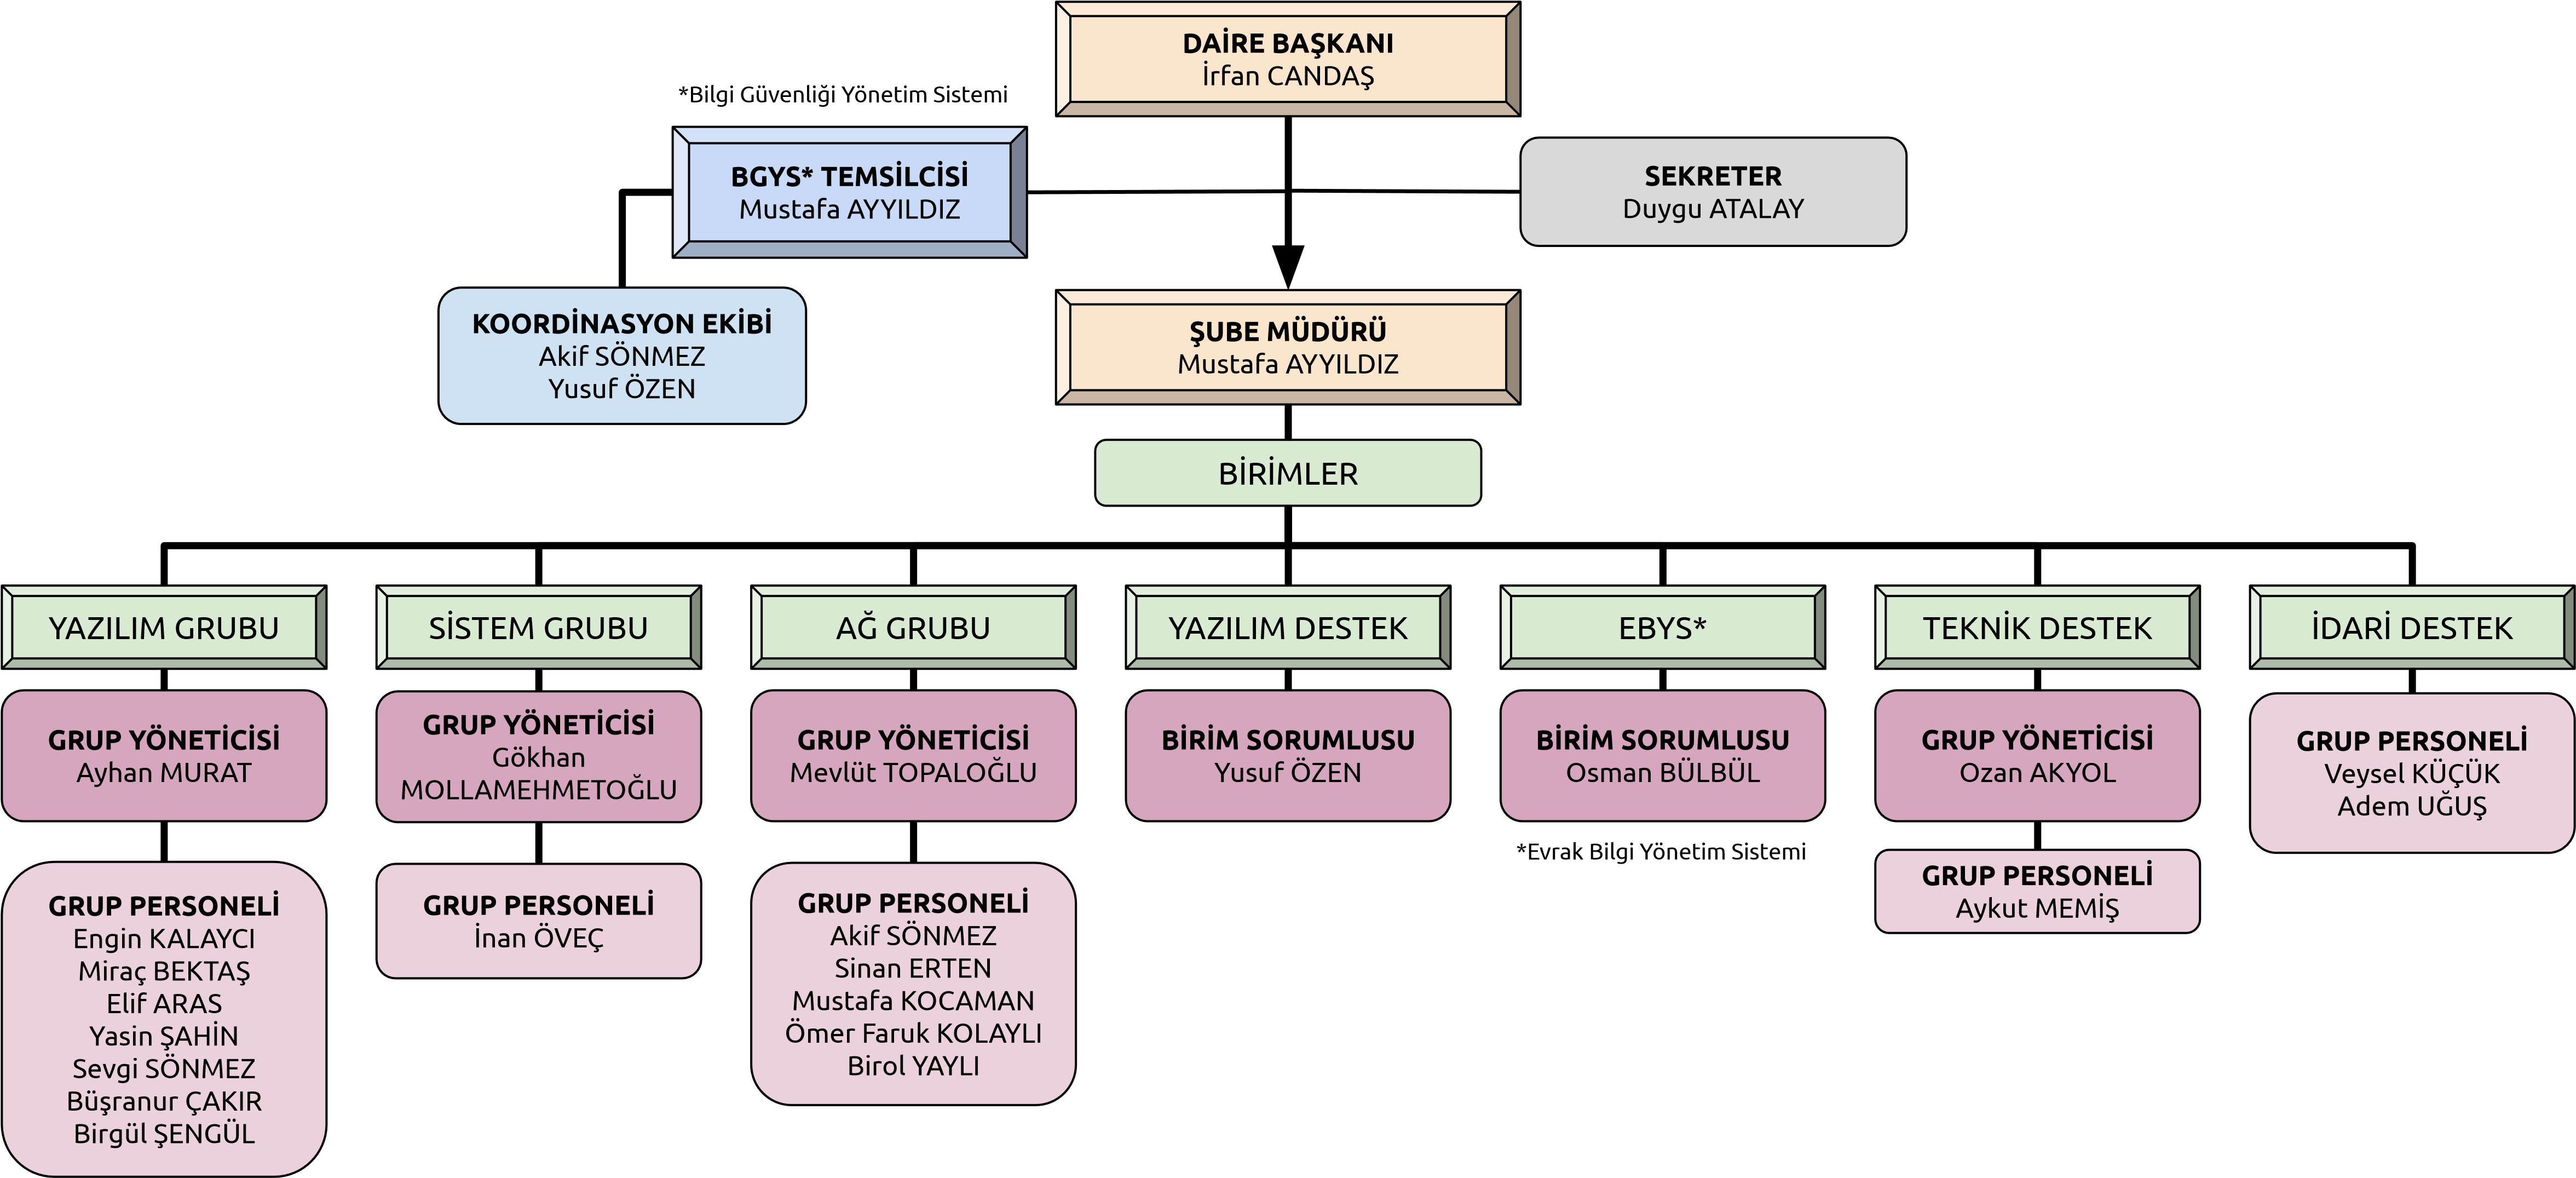 DAİRE BAŞKANI
İrfan CANDAŞ
*Bilgi Güvenliği Yönetim Sistemi
BGYS* TEMSİLCİSİ
Mustafa AYYILDIZ
SEKRETER
Duygu ATALAY
KOORDİNASYON EKİBİ
Akif SÖNMEZ
Yusuf ÖZEN
ŞUBE MÜDÜRÜ
Mustafa AYYILDIZ
BİRİMLER
YAZILIM GRUBU
GRUP YÖNETİCİSİ
Ayhan MURAT
GRUP PERSONELİ
Engin KALAYCI
Miraç BEKTAŞ
Elif ARAS
Yasin ŞAHİN
Sevgi SÖNMEZ
Büşranur ÇAKIR
Birgül ŞENGÜL
SİSTEM GRUBU
GRUP YÖNETİCİSİ
Gökhan
MOLLAMEHMETOĞLU
GRUP PERSONELİ
İnan ÖVEÇ
AĞ GRUBU
GRUP YÖNETİCİSİ
Mevlüt TOPALOĞLU
GRUP PERSONELİ
Akif SÖNMEZ
Sinan ERTEN
Mustafa KOCAMAN
Ömer Faruk KOLAYLI
Birol YAYLI
YAZILIM DESTEK
BİRİM SORUMLUSU
Yusuf ÖZEN
EBYS*
BİRİM SORUMLUSU
Osman BÜLBÜL
*Evrak Bilgi Yönetim Sistemi
TEKNİK DESTEK
GRUP YÖNETİCİSİ
Ozan AKYOL
GRUP PERSONELİ
Aykut MEMİŞ
İDARİ DESTEK
GRUP PERSONELİ
Veysel KÜÇÜK
Adem UĞUŞ